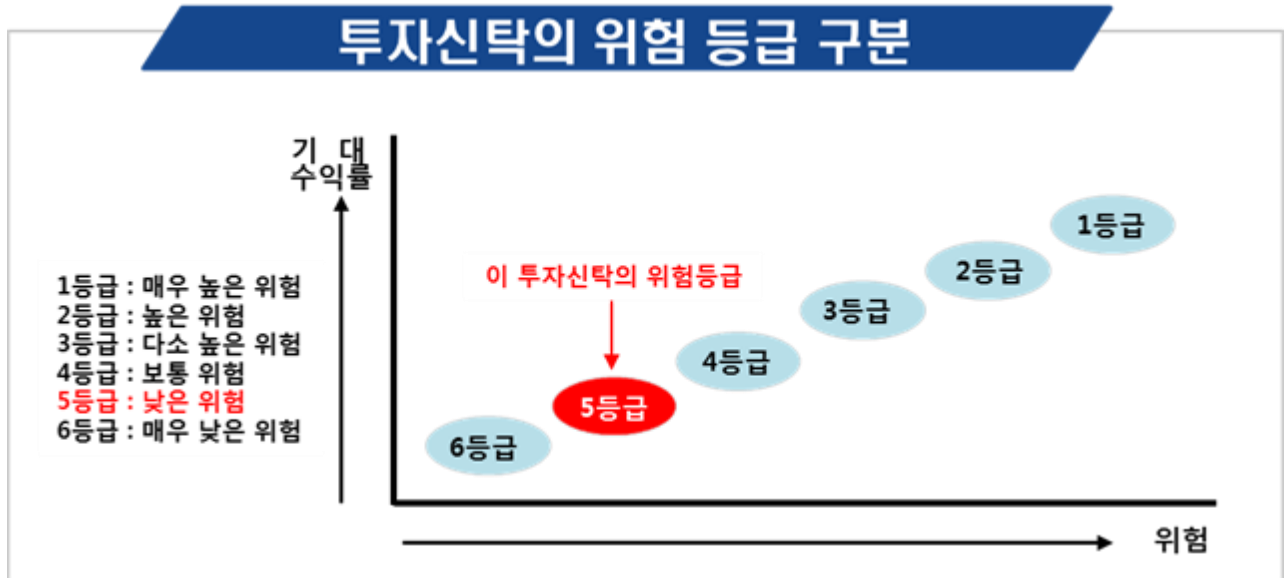 투자신탁의 위험 등급 구분
기 대
수익률
1등급 : 매우 높은 위험
2등급 : 높은 위험
3등급 : 다소 높은 위험
4등급 : 보통 위험
5등급 : 낮은 위험
6등급 : 매우 낮은 위험
이 투자신탁의 위험등급
1등급
2등급
3등급
4등급
5등급
6등급
위험